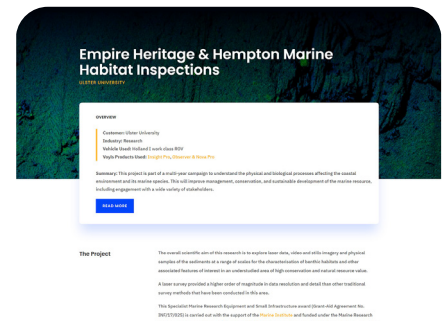 Empire Heritage & Hempton Marine
Habitat Inspections
ULSTER UNIVERSITY
OVERVIEW
Customer: Ulster University
Industry: Research
Vehicle Used: Holland I work class ROV
Voyis Products Used: Insight Pro, Observer & Nova Pro
Summary: This project is part of a multi-year campaign to understand the physical and biological processes affecting the coastal
environment and its marine species. This will improve management, conservation, and sustainable development of the marine resource,
including engagement with a wide variety of stakeholders.
READ MORE
The Project
The overall scientific aim of this research is to explore laser data, video and stills imagery and physical
samples of the sediments at a range of scales for the characterisation of benthic habitats and other
associated features of interest in an understudied area of high conservation and natural resource value.
A laser survey provided a higher order of magnitude in data resolution and detail than other traditional
survey methods that have been conducted in this area.
This Specialist Marine Research Equipment and Small Infrastructure award (Grant-Aid Agreement No.
INF/17/025) is carried out with the support of the Marine Institute and funded under the Marine Research